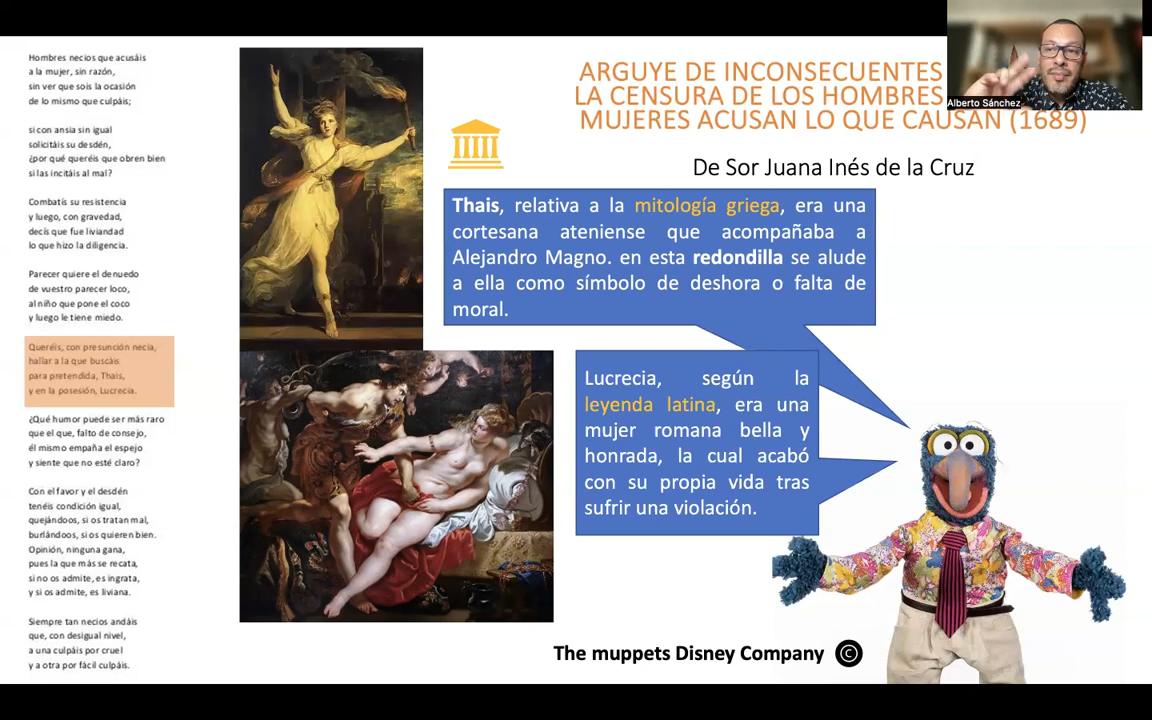 Hombres necios que acusáis
a la mujer, sin razón,
sin ver que sois la ocasión
de lo mismo que culpáis;
si con ansia sin igual
solicitáis su desdén,
¿por qué queréis que obren bien
si las incitáis al mal?
Combatís su resistencia
y luego, con gravedad,
decís que fue liviandad
lo que hizo la diligencia.
Parecer quiere el denuedo
de vuestro parecer loco,
al niño que pone el coco
y luego le tiene miedo.
Queréis, con presunción necia,
hallar a la que buscáis
para pretendida, Thais,
y en la posesión, Lucrecia.
¿Qué humor puede ser más raro
que el que, falto de consejo,
él mismo empaña el espejo
y siente que no esté claro?
Con el favor y el desdén
tenéis condición igual,
quejándoos, si os tratan mal,
burlándoos, si os quieren bien.
Opinión, ninguna gana,
pues la que más se recata,
si no os admite, es ingrata,
y si os admite, es liviana.
Siempre tan necios andáis
que, con desigual nivel,
a una culpáis por cruel
y a otra por fácil culpáis.
ARGUYE DE INCONSECUENTES
LA CENSURA DE LOS HOMBRES
MUJERES ACUSAN LO QUE CAUSAN (1689)
Alberto Sánchez
De Sor Juana Inés de la Cruz
Thais, relativa a la mitología griega, era una
cortesana ateniense que acompañaba a
Alejandro Magno. en esta redondilla se alude
a ella como símbolo de deshora o falta de
moral.
Lucrecia, según la
leyenda latina, era una
mujer romana bella y
honrada, la cual acabó
con su propia vida tras
sufrir una violación.
The muppets Disney Company ©